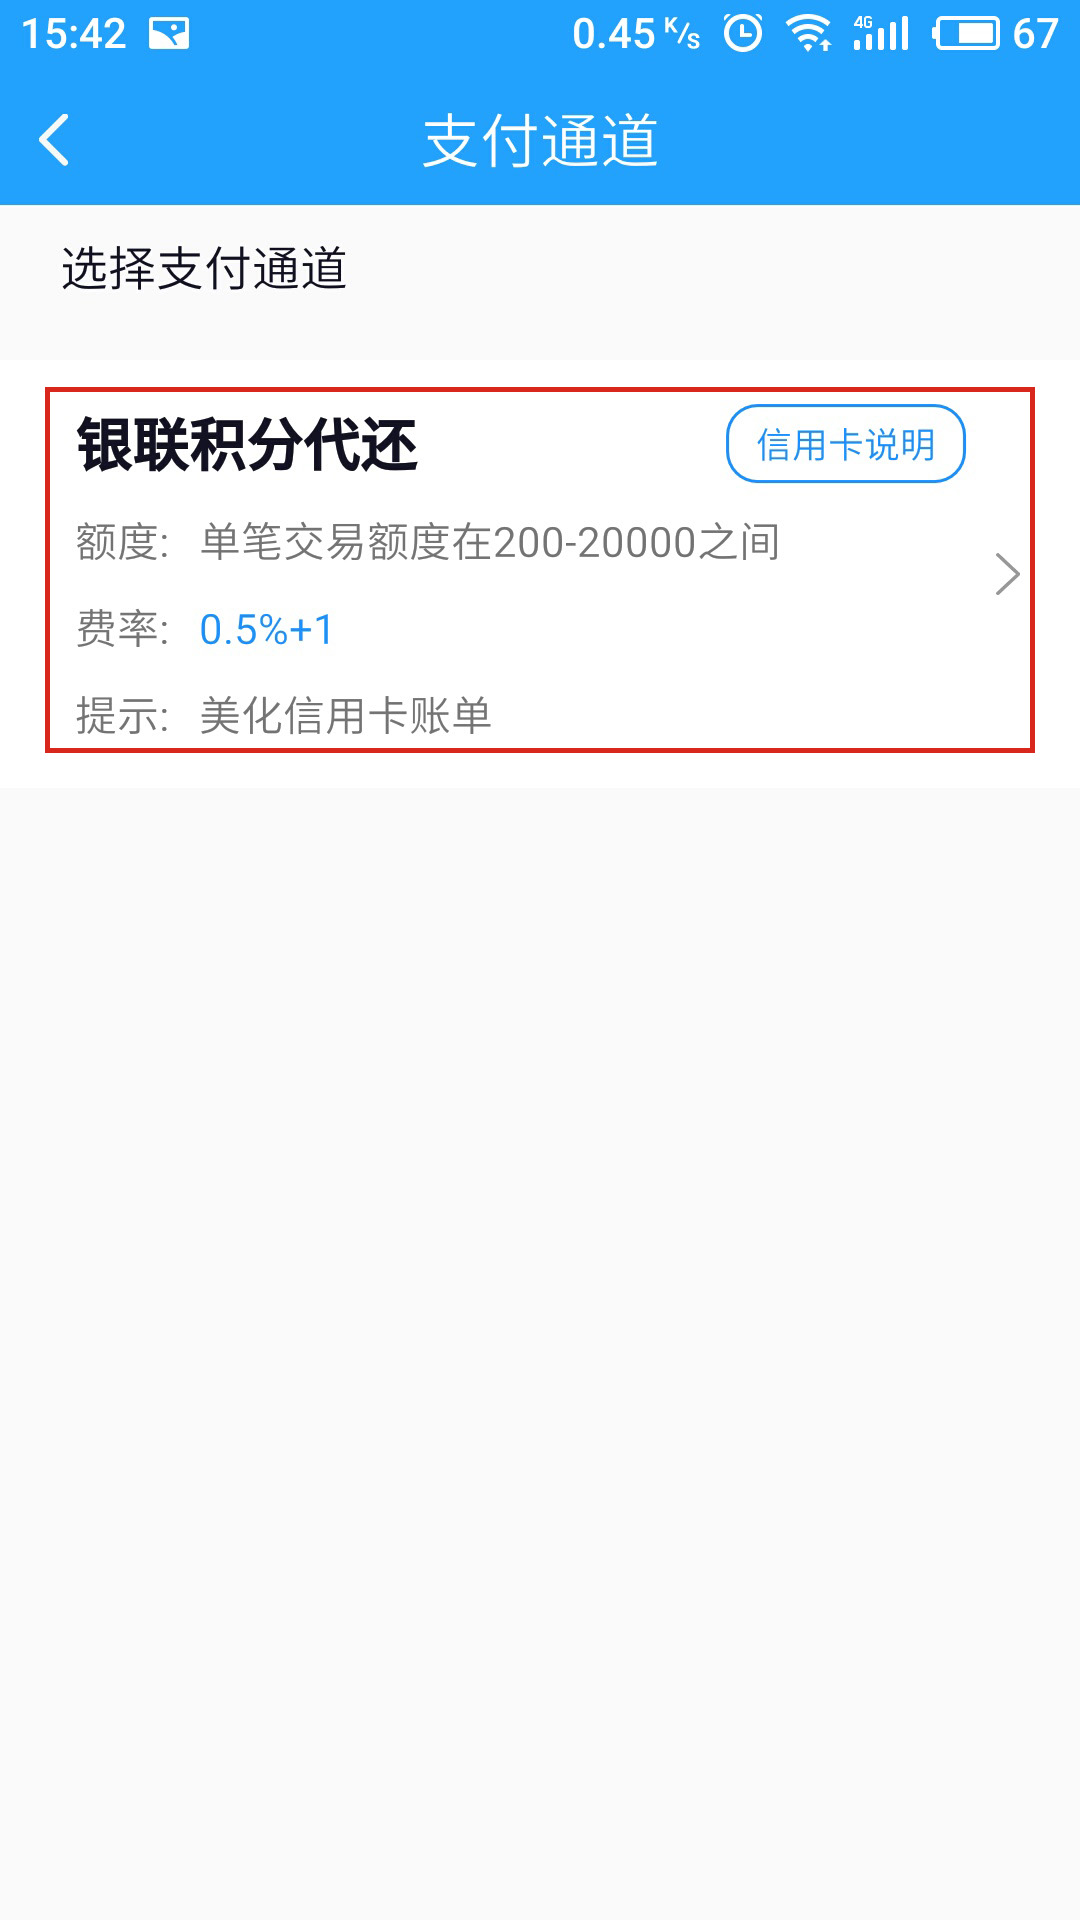 15:42 0.45 K/s 4G 67
支付通道
选择支付通道
银联积分代还 信用卡说明
额度: 单笔交易额度在200-20000之间
费率: 0.5%+1
提示: 美化信用卡账单